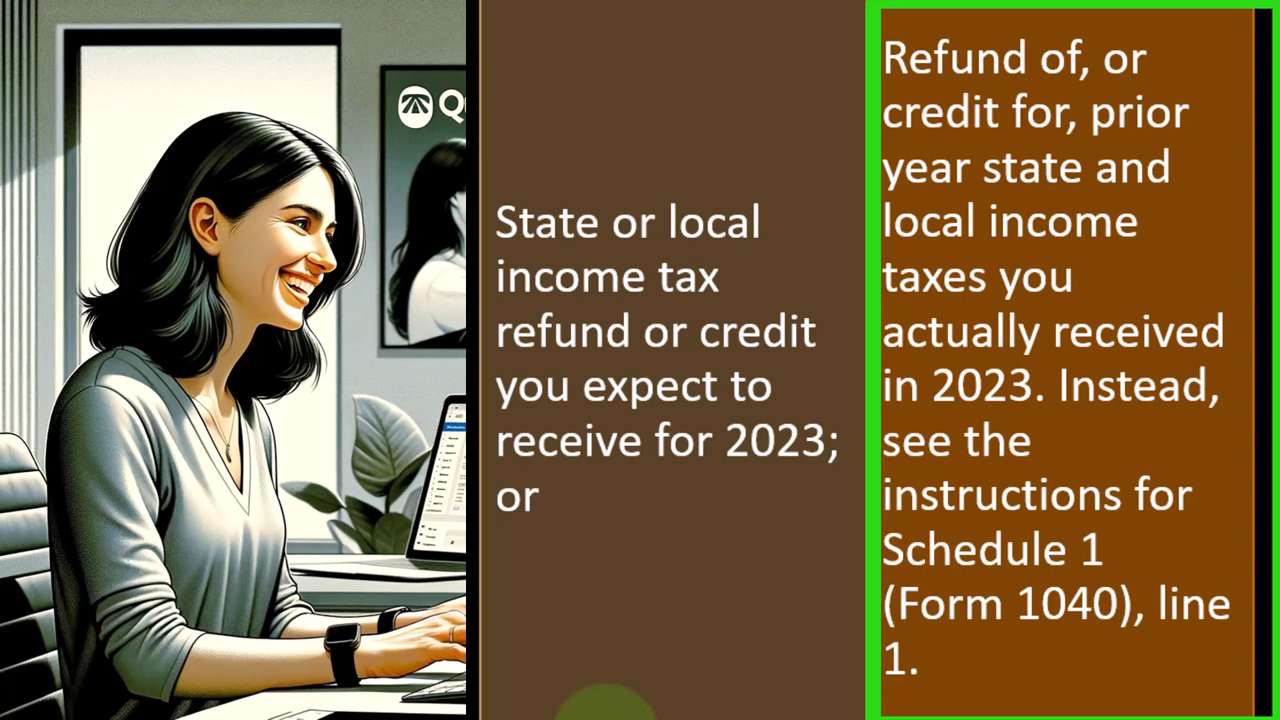 Q
State or local
income tax
refund or credit
you expect to
receive for 2023;
or
Refund of, or
credit for, prior
year state and
local income
taxes you
actually received
in 2023. Instead,
see the
instructions for
Schedule 1
(Form 1040), line
1.